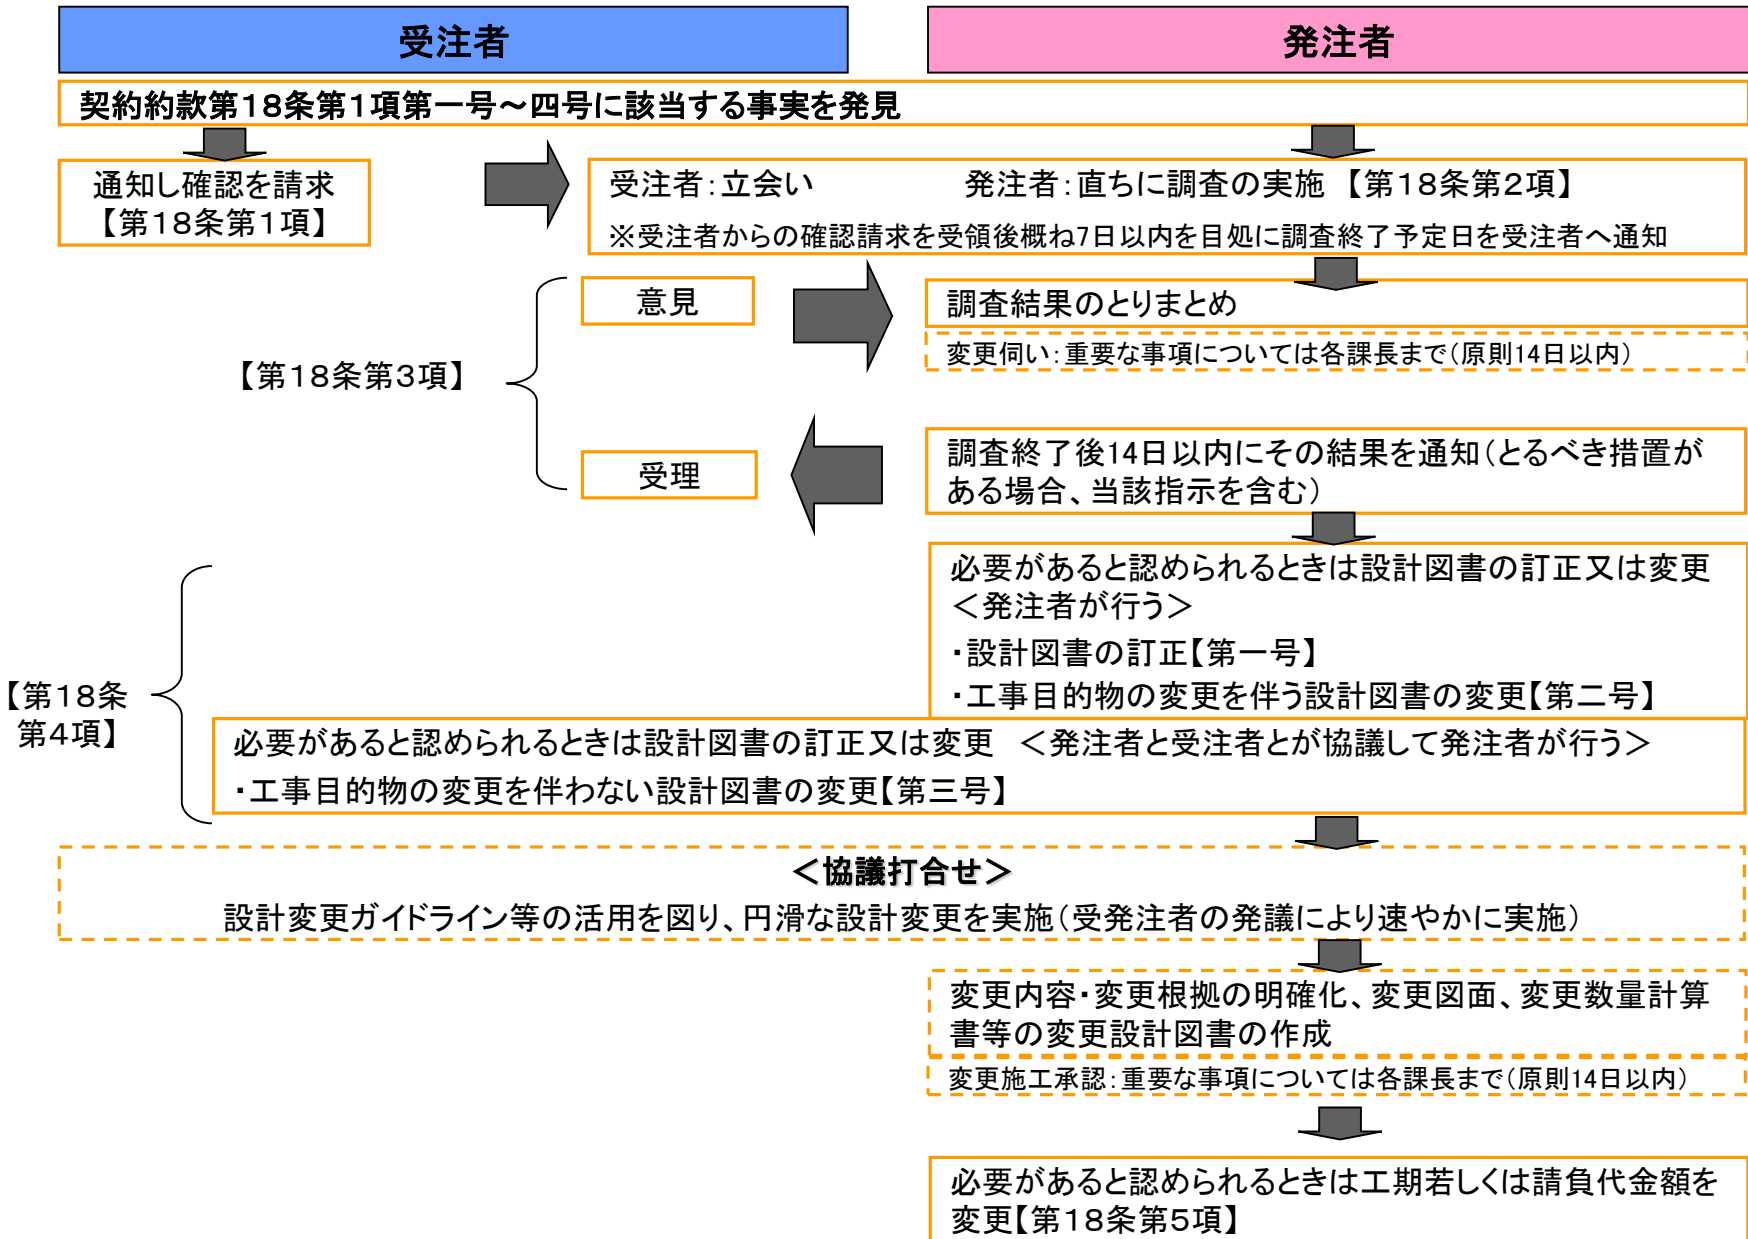 受注者
発注者
契約約款第18条第1項第一号～四号に該当する事実を発見
通知し確認を請求
【第18条第1項】
受注者：立会い　発注者：直ちに調査の実施【第18条第2項】
※受注者からの確認請求を受領後概ね7日以内を目処に調査終了予定日を受注者へ通知
意見
調査結果のとりまとめ
変更伺い：重要な事項については各課長まで（原則14日以内）
【第18条第3項】
受理
調査終了後14日以内にその結果を通知（とるべき措置が
ある場合、当該指示を含む）
必要があると認められるときは設計図書の訂正又は変更
＜発注者が行う＞
・設計図書の訂正【第一号】
・工事目的物の変更を伴う設計図書の変更【第二号】
【第18条
第4項】
必要があると認められるときは設計図書の訂正又は変更　＜発注者と受注者とが協議して発注者が行う＞
・工事目的物の変更を伴わない設計図書の変更【第三号】
＜協議打合せ＞
設計変更ガイドライン等の活用を図り、円滑な設計変更を実施（受発注者の発議により速やかに実施）
変更内容・変更根拠の明確化、変更図面、変更数量計算
書等の変更設計図書の作成
変更施工承認：重要な事項については各課長まで（原則14日以内）
必要があると認められるときは工期若しくは請負代金額を
変更【第18条第5項】